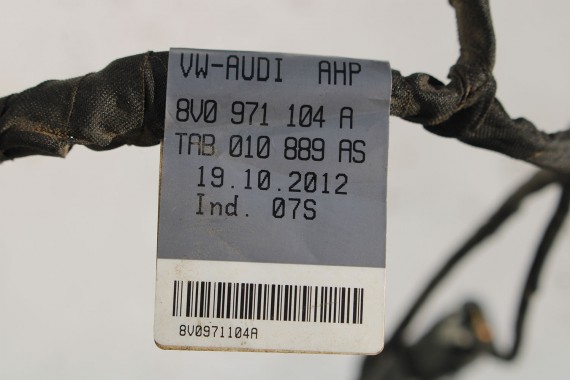 VW-AUDI AHP
8V0 971 104 A
TAB 010 889 AS
19.10.2012
Ind. 07S
8V0971104A